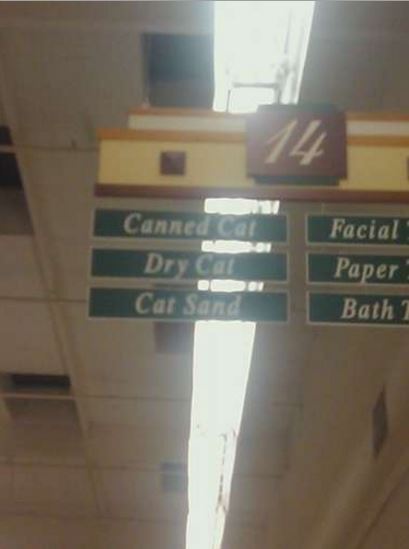 14
Canned Cat
Dry Cat
Cat Sand
Facial T
Paper T
Bath T